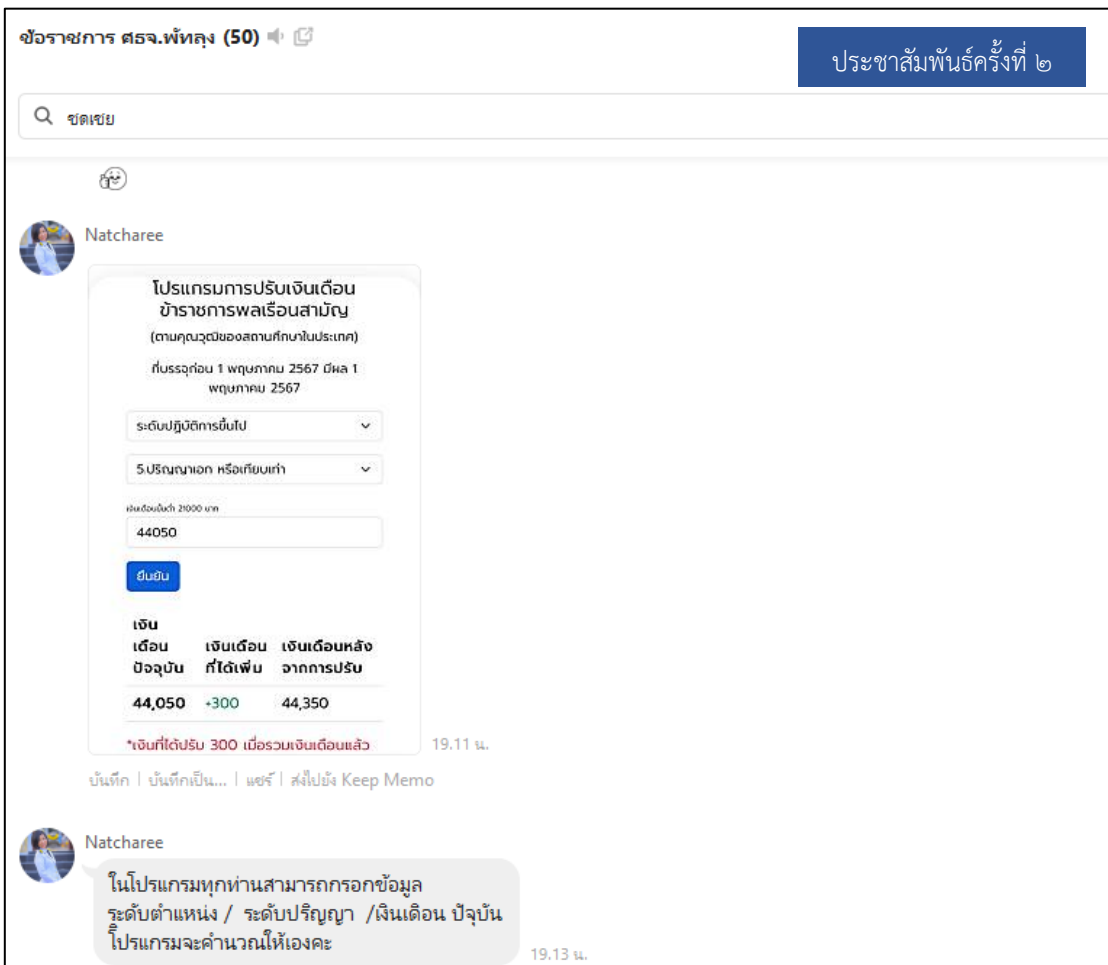 ข้อราชการ ศธจ.พัทลุง (50)
ประชาสัมพันธ์ครั้งที่ ๒
ชดเชย
Natcharee
โปรแกรมการปรับเงินเดือน
ข้าราชการพลเรือนสามัญ
(ตามคุณวุฒิของสถานศึกษาในประเทศ)
ที่บรรจุก่อน 1 พฤษภาคม 2567 มีผล 1
พฤษภาคม 2567
ระดับปฏิบัติการขึ้นไป
5.ปริญญาเอก หรือเทียบเท่า
เงินเดือนขั้นต่ำ 21000 บาท
44050
ยืนยัน
เงิน
เดือน เงินเดือน เงินเดือนหลัง
ปัจจุบัน ที่ได้เพิ่ม จากการปรับ
44,050 +300 44,350
*เงินที่ได้ปรับ 300 เมื่อรวมเงินเดือนแล้ว
19.11 น.
บันทึก | บันทึกเป็น... | แชร์ | ส่งไปยัง Keep Memo
Natcharee
ในโปรแกรมทุกท่านสามารถกรอกข้อมูล
ระดับตำแหน่ง / ระดับปริญญา /เงินเดือน ปัจุบัน
โปรแกรมจะคำนวณให้เองคะ
19.13 น.